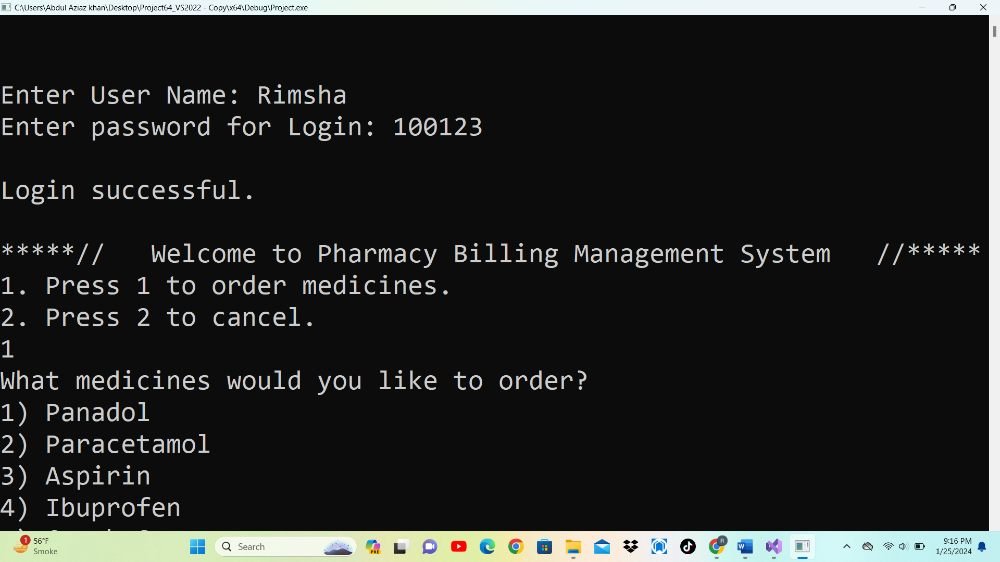 C:\Users\Abdul Aziaz khan\Desktop\Project64_VS2022 - Copy\x64\Debug\Project.exe
Enter User Name: Rimsha
Enter password for Login: 100123
Login successful.
*****//   Welcome to Pharmacy Billing Management System   //*****
1. Press 1 to order medicines.
2. Press 2 to cancel.
1
What medicines would you like to order?
1) Panadol
2) Paracetamol
3) Aspirin
4) Ibuprofen
1
56°F
Smoke
Search
PRE
R
W
9:16 PM
1/25/2024